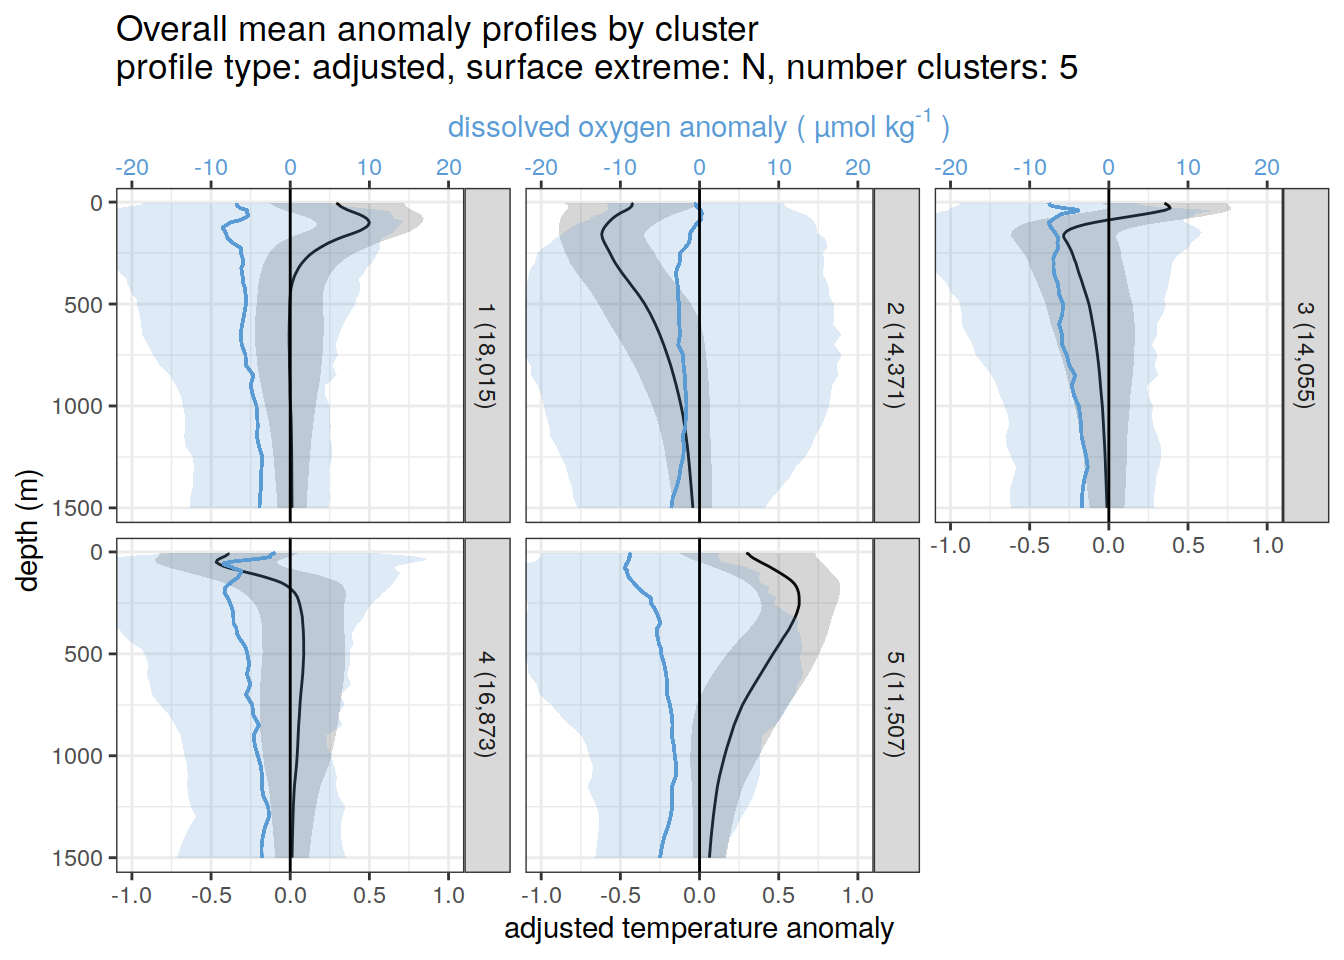 Overall mean anomaly profiles by cluster
profile type: adjusted, surface extreme: N, number clusters: 5
dissolved oxygen anomaly ( µmol kg-1 )
-20 -10 0 10 20 -20 -10 0 10 20 -20 -10 0 10 20
0
500
1000
1500
1 (18,015)
2 (14,371)
3 (14,055)
-1.0 -0.5 0.0 0.5 1.0
depth (m)
0
500
1000
1500
4 (16,873)
5 (11,507)
-1.0 -0.5 0.0 0.5 1.0 -1.0 -0.5 0.0 0.5 1.0
adjusted temperature anomaly